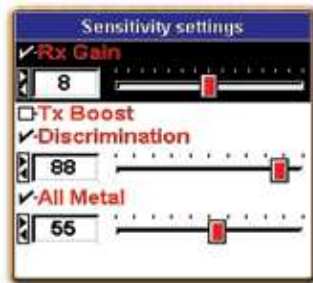 Sensitivity settings
Rx Gain
8
Tx Boost
Discrimination
88
All Metal
55